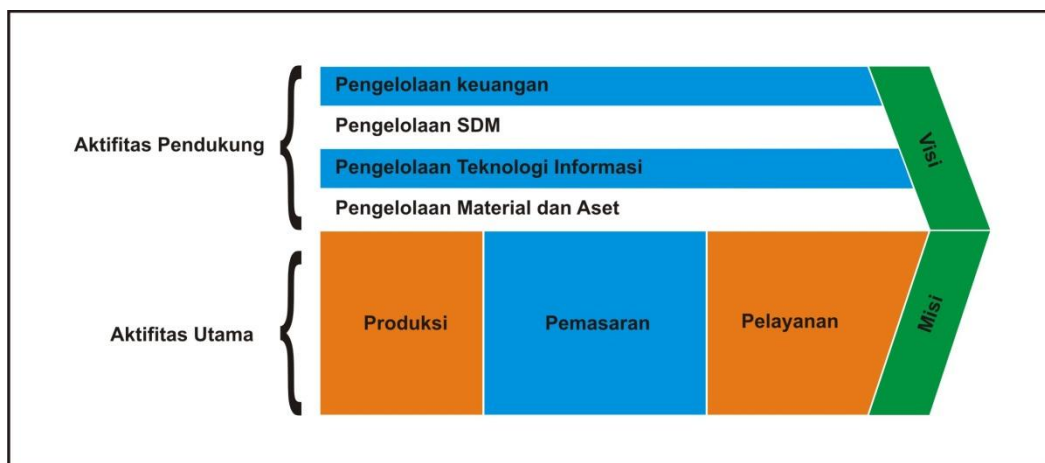 Pengelolaan keuangan
Pengelolaan SDM
Aktifitas Pendukung
Pengelolaan Teknologi Informasi
Pengelolaan Material dan Aset
Visi
Aktifitas Utama
Produksi
Pemasaran
Pelayanan
Misi